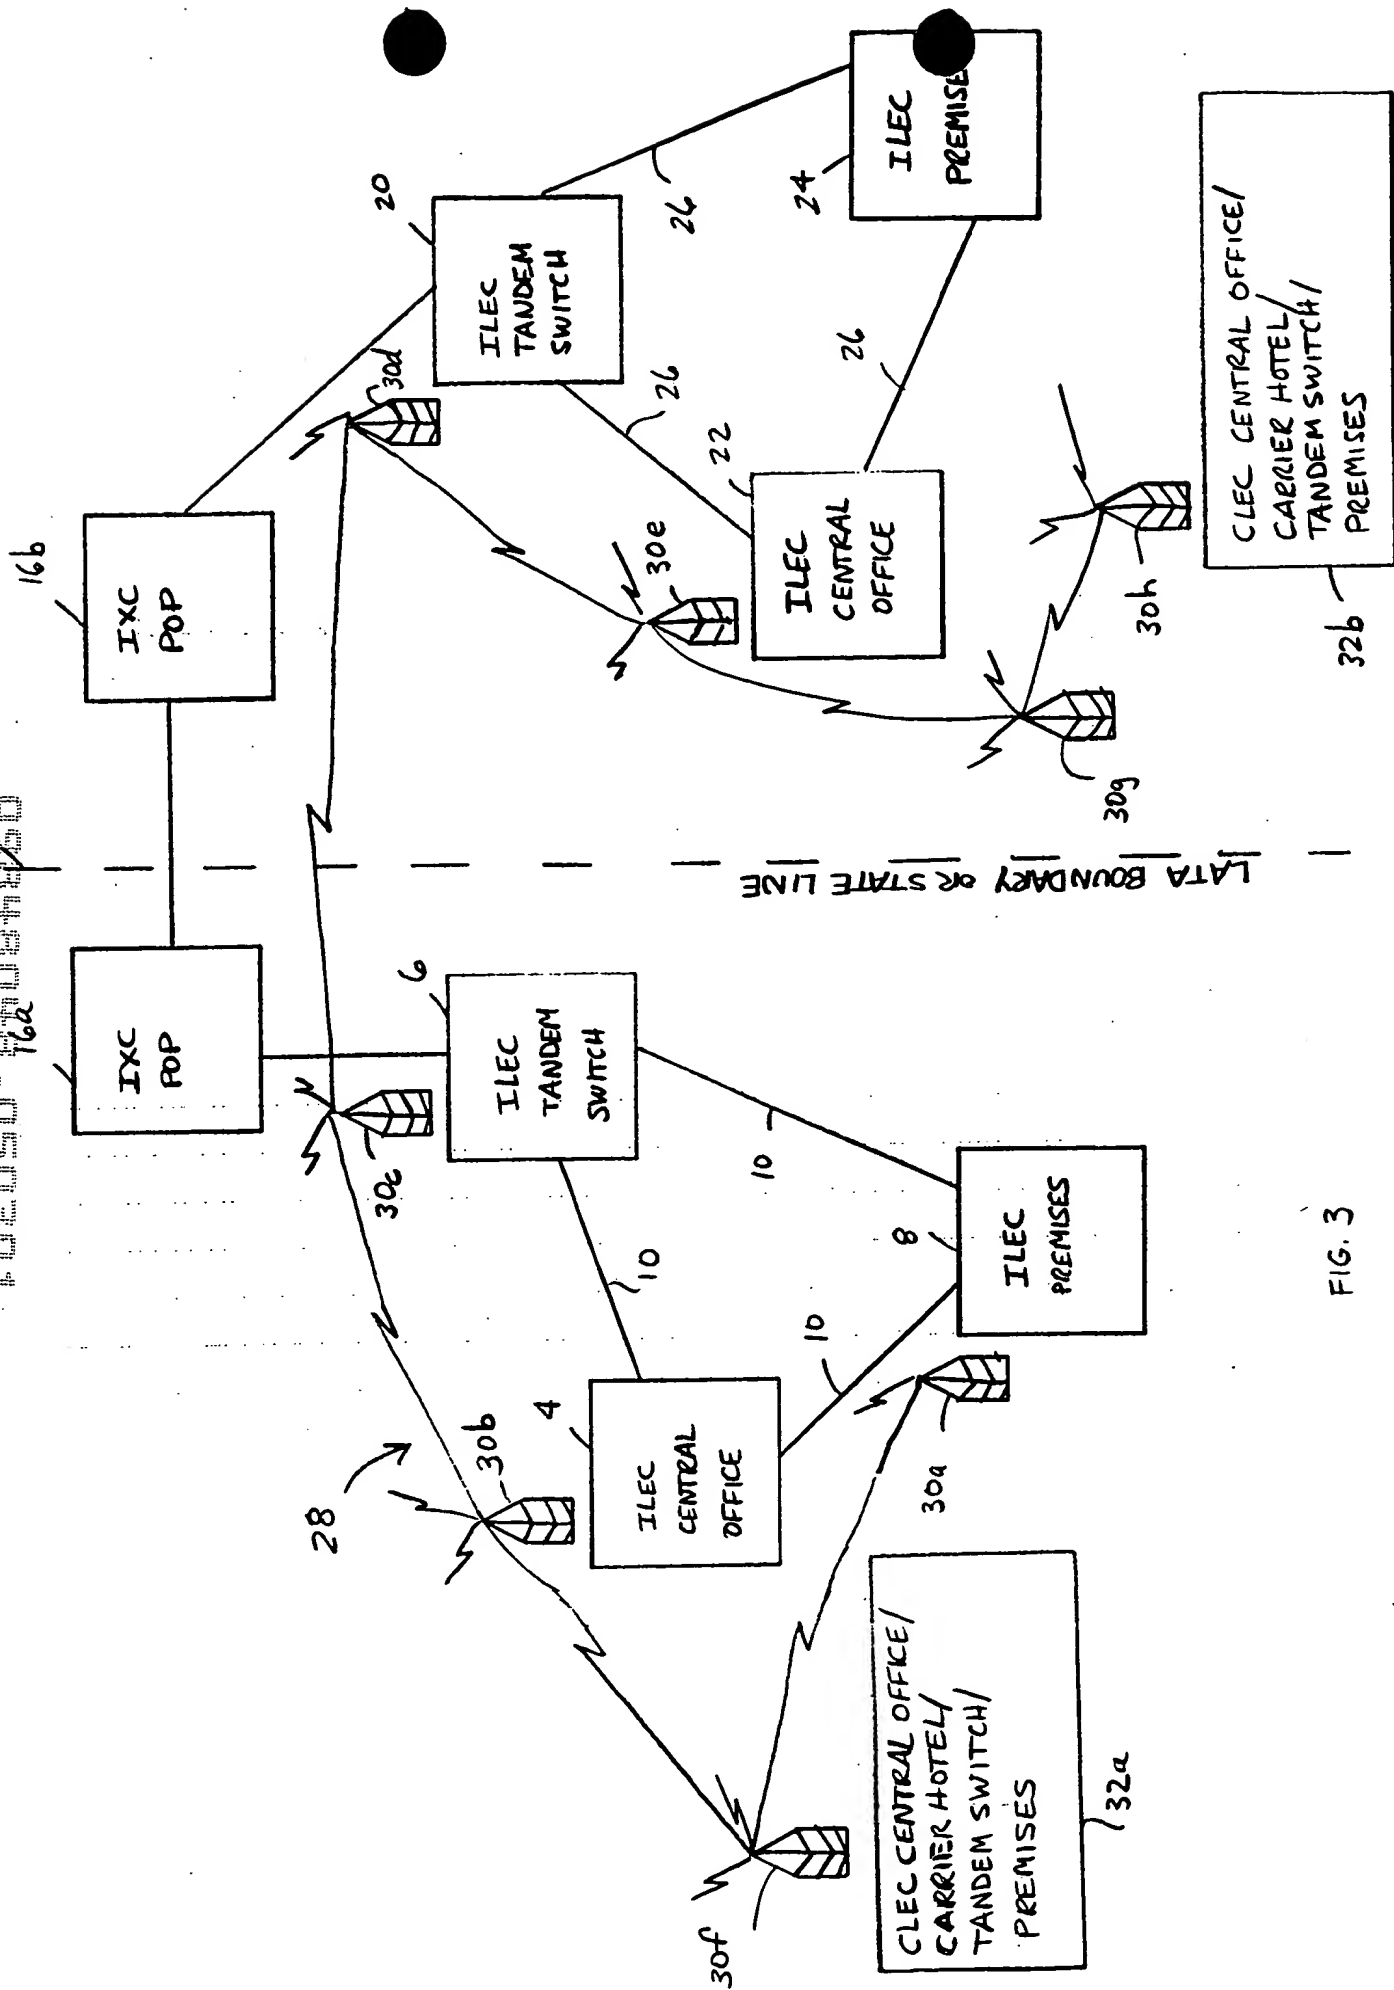 16a
IXC
POP
16b
IXC
POP
28
30b
30c
30d
20
6
ILEC
TANDEM
SWITCH
ILEC
TANDEM
SWITCH
4
ILEC
CENTRAL
OFFICE
10
10
10
26
26
26
30e
22
ILEC
CENTRAL
OFFICE
24
ILEC
PREMISE
8
ILEC
PREMISES
30a
30f
30g
30h
LATA BOUNDARY OR STATE LINE
CLEC CENTRAL OFFICE/
CARRIER HOTEL/
TANDEM SWITCH/
PREMISES
32a
CLEC CENTRAL OFFICE/
CARRIER HOTEL/
TANDEM SWITCH/
PREMISES
32b
FIG. 3